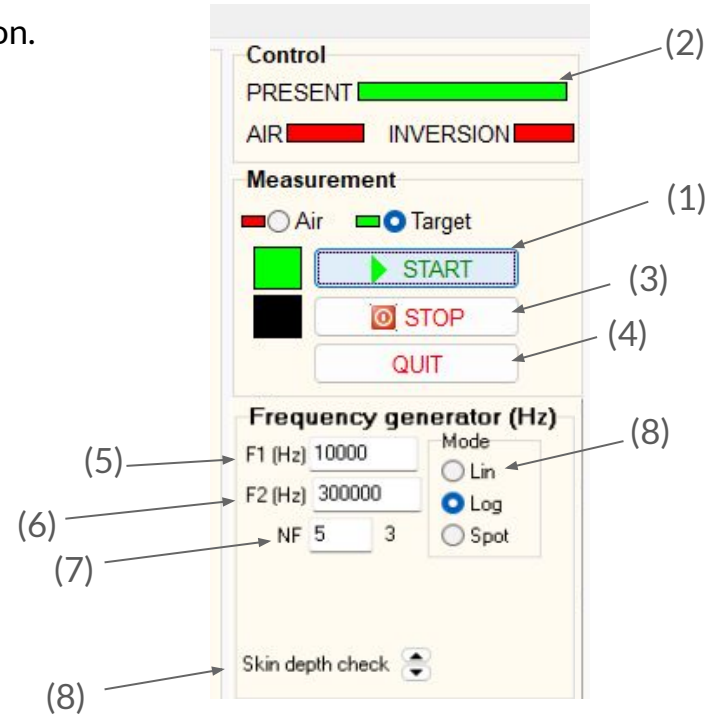 on.
Control
(2)
PRESENT
AIR INVERSION
Measurement
Air Target
(1)
START
(3)
STOP
(4)
QUIT
Frequency generator (Hz)
Mode
(8)
(5)
F1 (Hz) 10000
Lin
F2 (Hz) 300000
Log
(6)
NF 5 3
Spot
(7)
Skin depth check
(8)